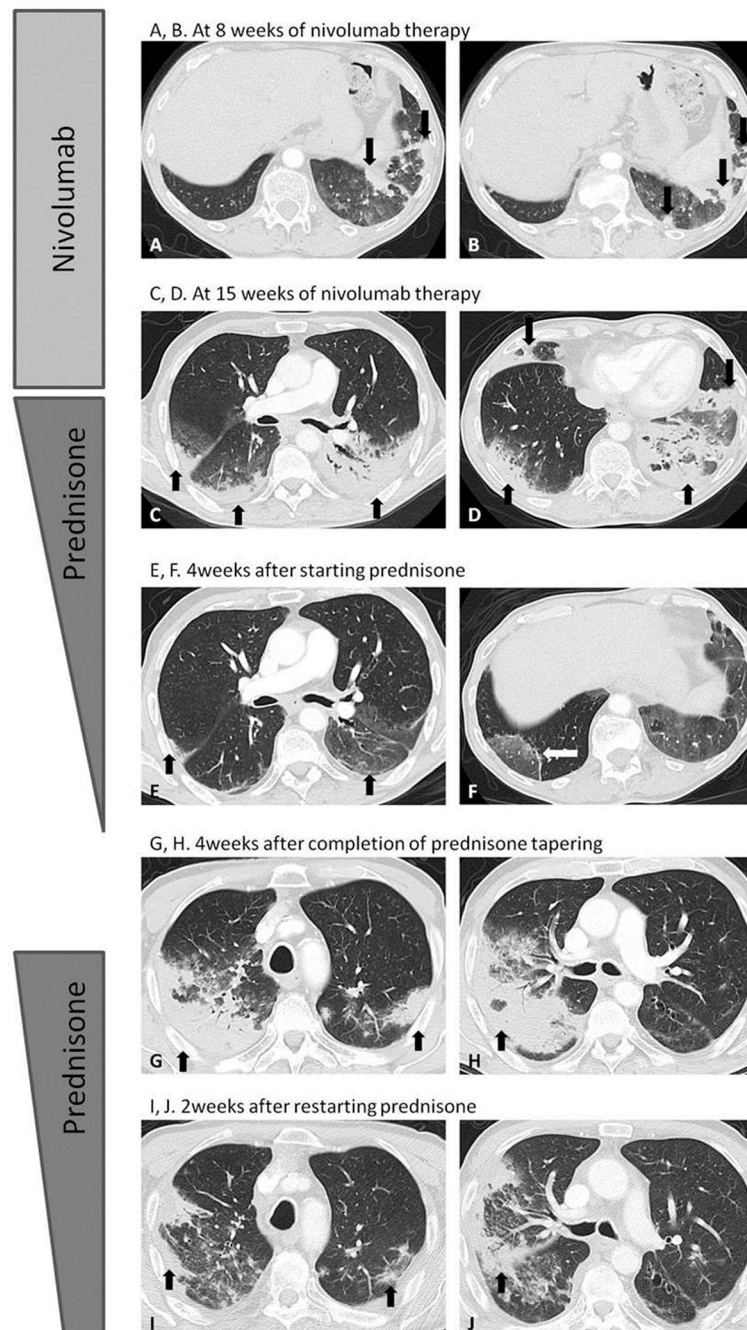 Nivolumab
A, B. At 8 weeks of nivolumab therapy
A
B
C, D. At 15 weeks of nivolumab therapy
Prednisone
C
D
E, F. 4weeks after starting prednisone
E
F
G, H. 4weeks after completion of prednisone tapering
G
H
Prednisone
I, J. 2weeks after restarting prednisone
I
J